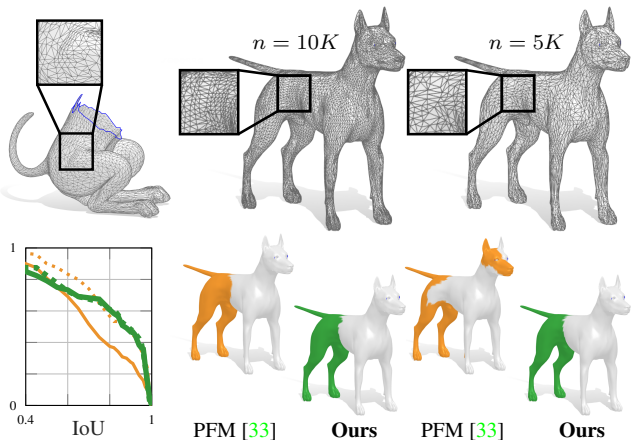 n = 10K
n = 5K
1
0
0.4
1
IoU
PFM [33]
Ours
PFM [33]
Ours